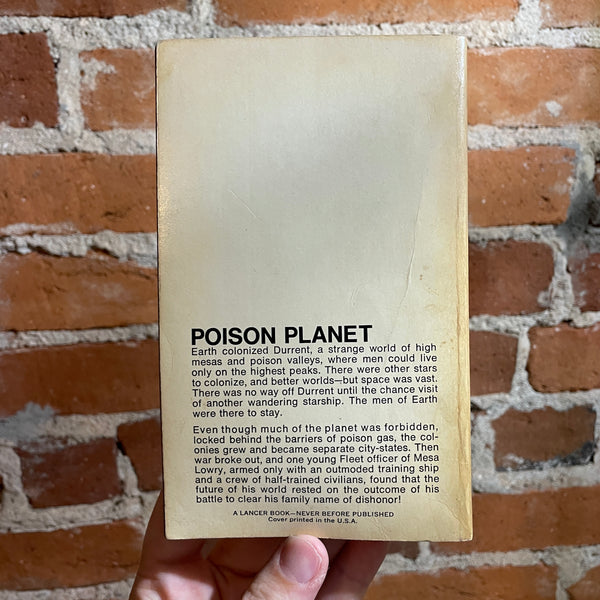 POISON PLANET
Earth colonized Durrent, a strange world of high
mesas and poison valleys, where men could live
only on the highest peaks. There were other stars
to colonize, and better worlds—but space was vast.
There was no way off Durrent until the chance visit
of another wandering starship. The men of Earth
were there to stay.
Even though much of the planet was forbidden,
locked behind the barriers of poison gas, the col-
onies grew and became separate city-states. Then
war broke out, and one young Fleet officer of Mesa
Lowry, armed only with an outmoded training ship
and a crew of half-trained civilians, found that the
future of his world rested on the outcome of his
battle to clear his family name of dishonor!
A LANCER BOOK—NEVER BEFORE PUBLISHED
Cover printed in the U.S.A.